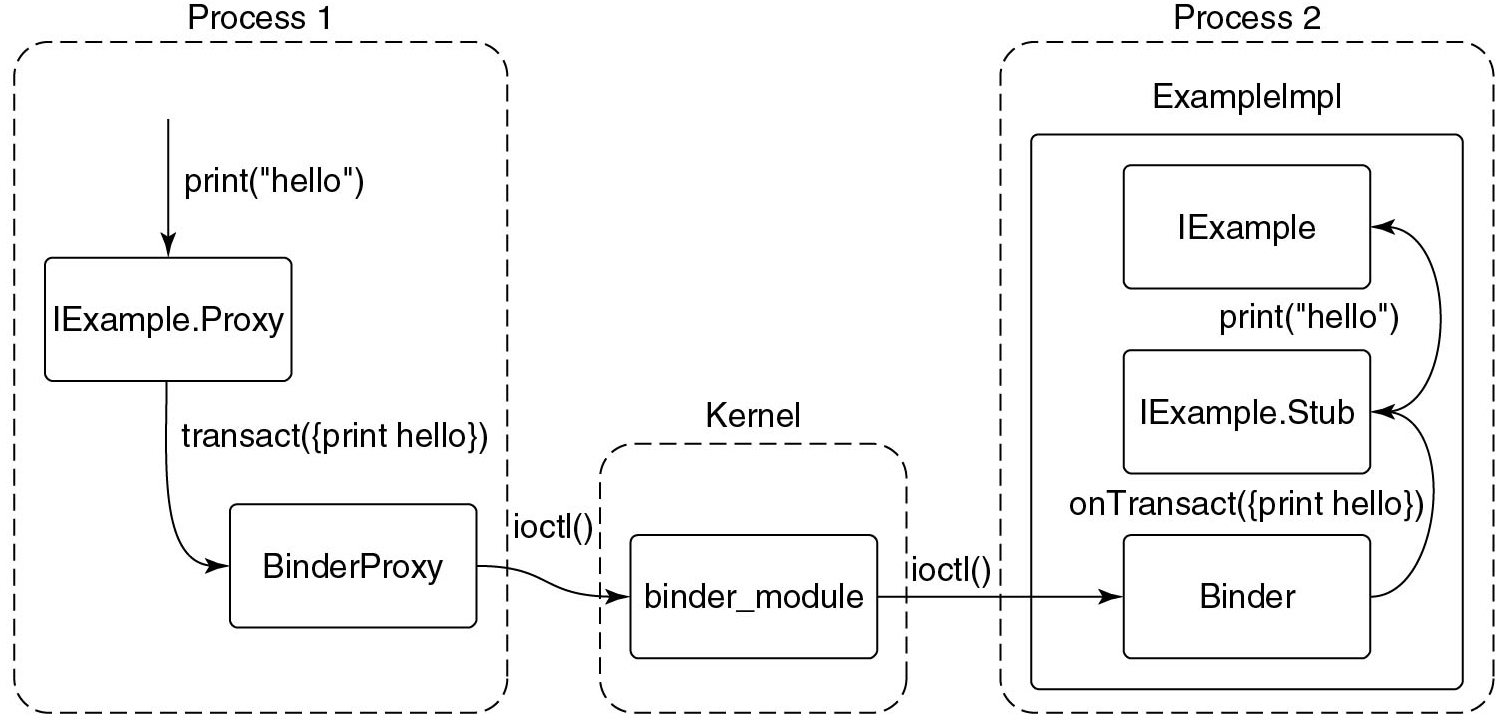 Process 1
Process 2
ExampleImpl
print("hello")
IExample
IExample.Proxy
print("hello")
Kernel
IExample.Stub
transact({print hello})
onTransact({print hello})
ioctl()
BinderProxy
ioctl()
binder_module
Binder